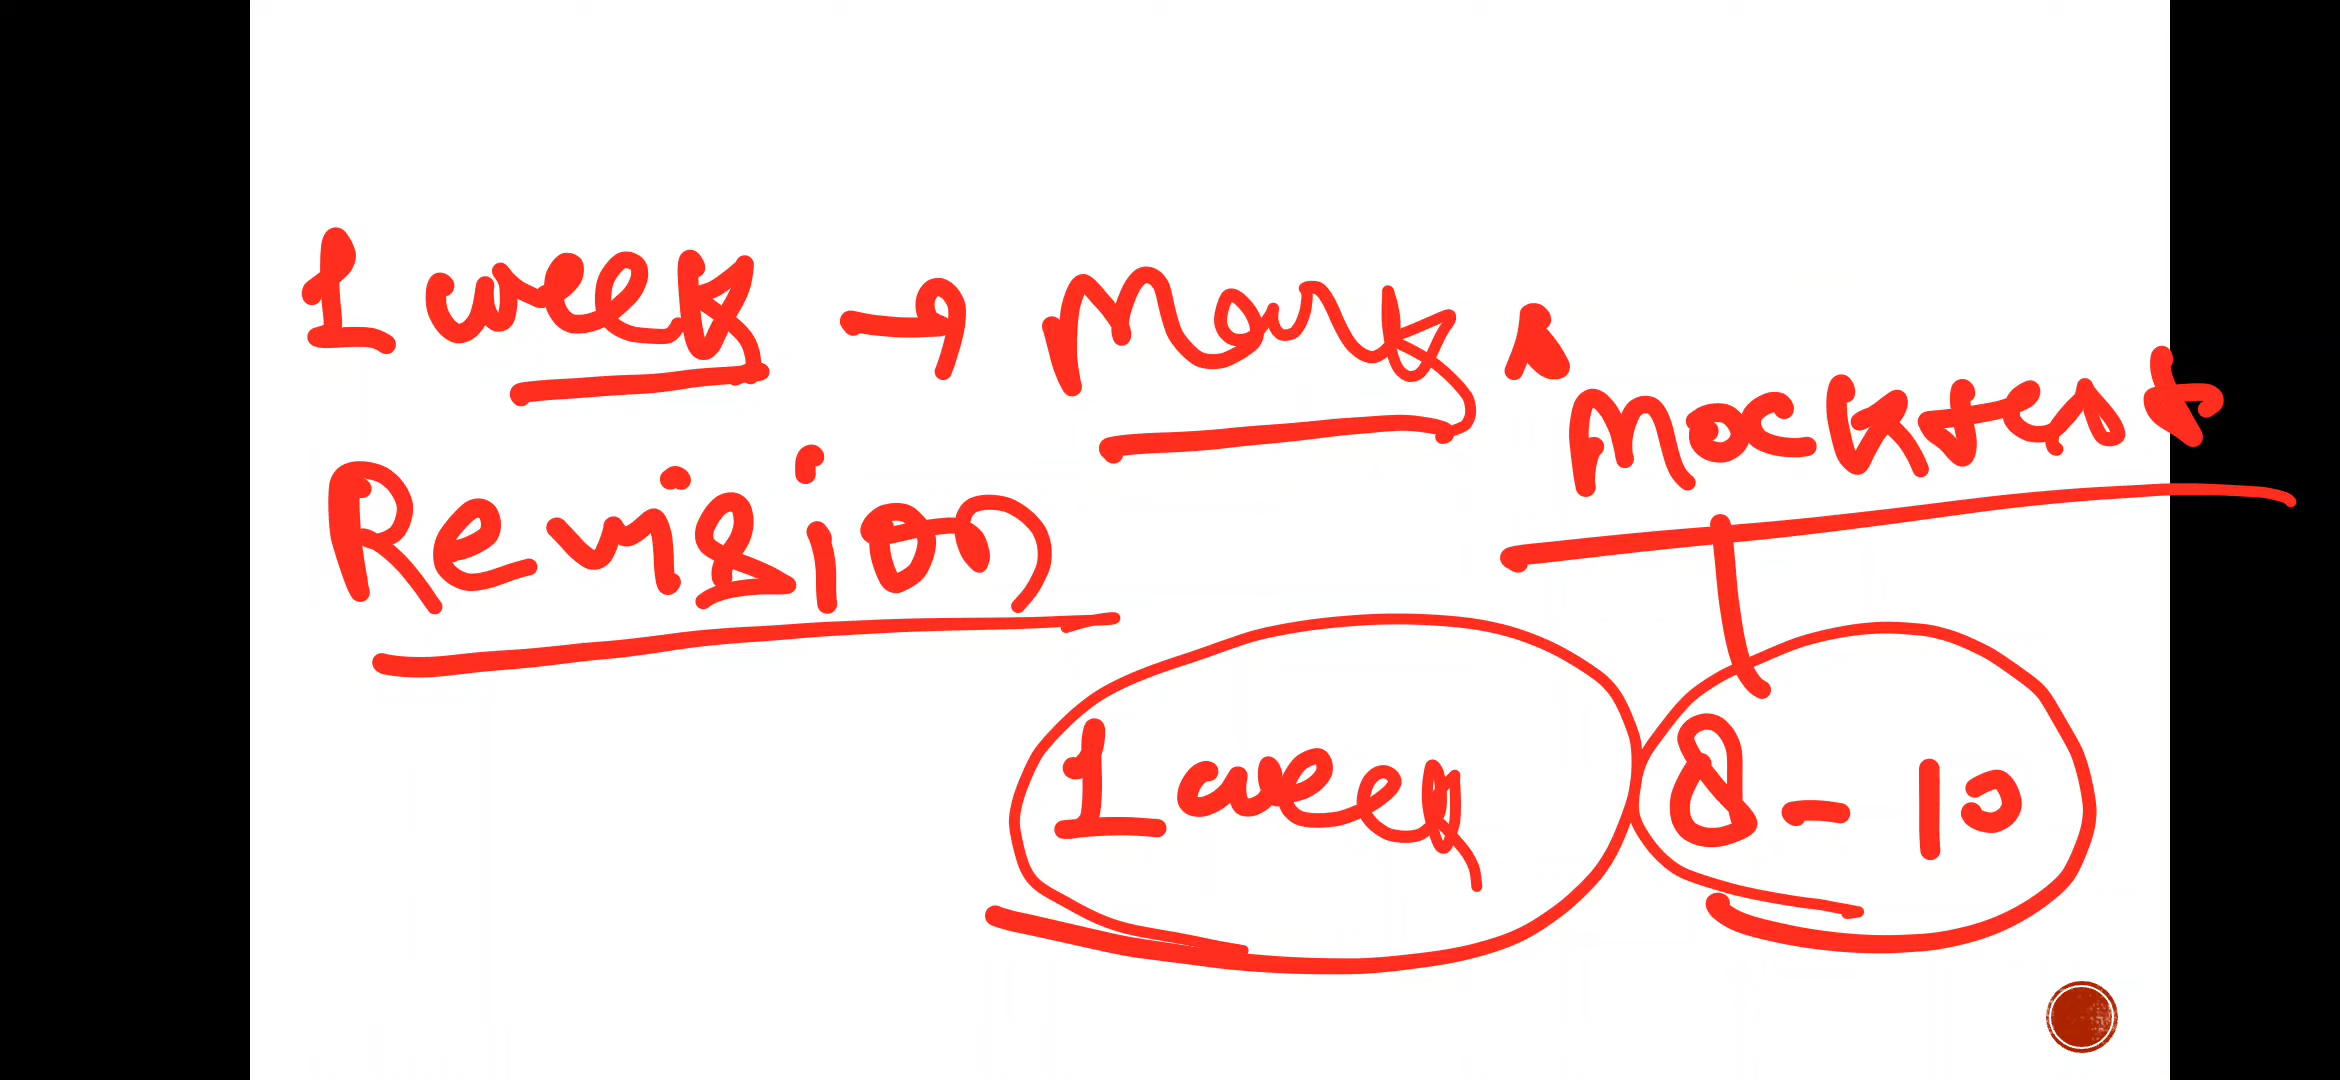 1 week → Marks
Mocktest
Revision
1 week 8-10